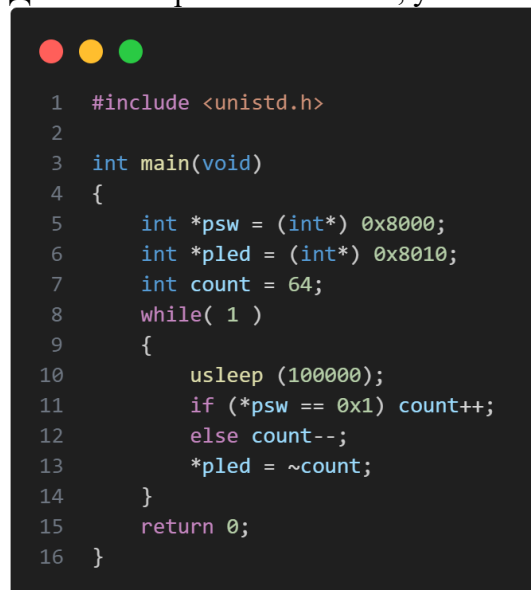 1 #include <unistd.h>
2
3 int main(void)
4 {
5     int *psw = (int*) 0x8000;
6     int *pled = (int*) 0x8010;
7     int count = 64;
8     while( 1 )
9     {
10         usleep (100000);
11         if (*psw == 0x1) count++;
12         else count--;
13         *pled = ~count;
14     }
15     return 0;
16 }